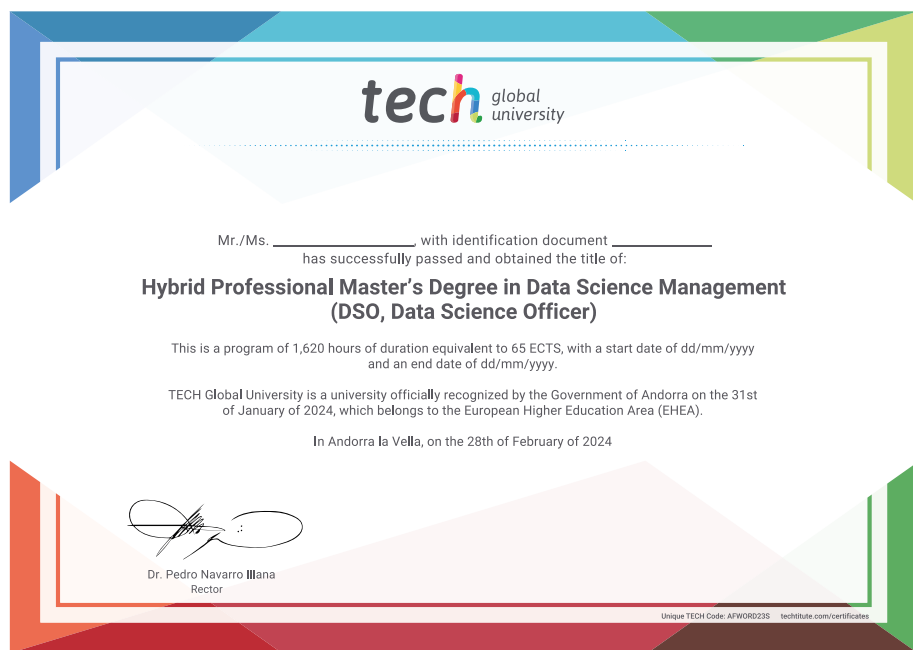 tech global
university
Mr./Ms. ____________, with identification document ____________
has successfully passed and obtained the title of:
Hybrid Professional Master’s Degree in Data Science Management
(DSO, Data Science Officer)
This is a program of 1,620 hours of duration equivalent to 65 ECTS, with a start date of dd/mm/yyyy
and an end date of dd/mm/yyyy.
TECH Global University is a university officially recognized by the Government of Andorra on the 31st
of January of 2024, which belongs to the European Higher Education Area (EHEA).
In Andorra la Vella, on the 28th of February of 2024
Dr. Pedro Navarro Illana
Rector
Unique TECH Code: AFWORD23S techtitute.com/certificates